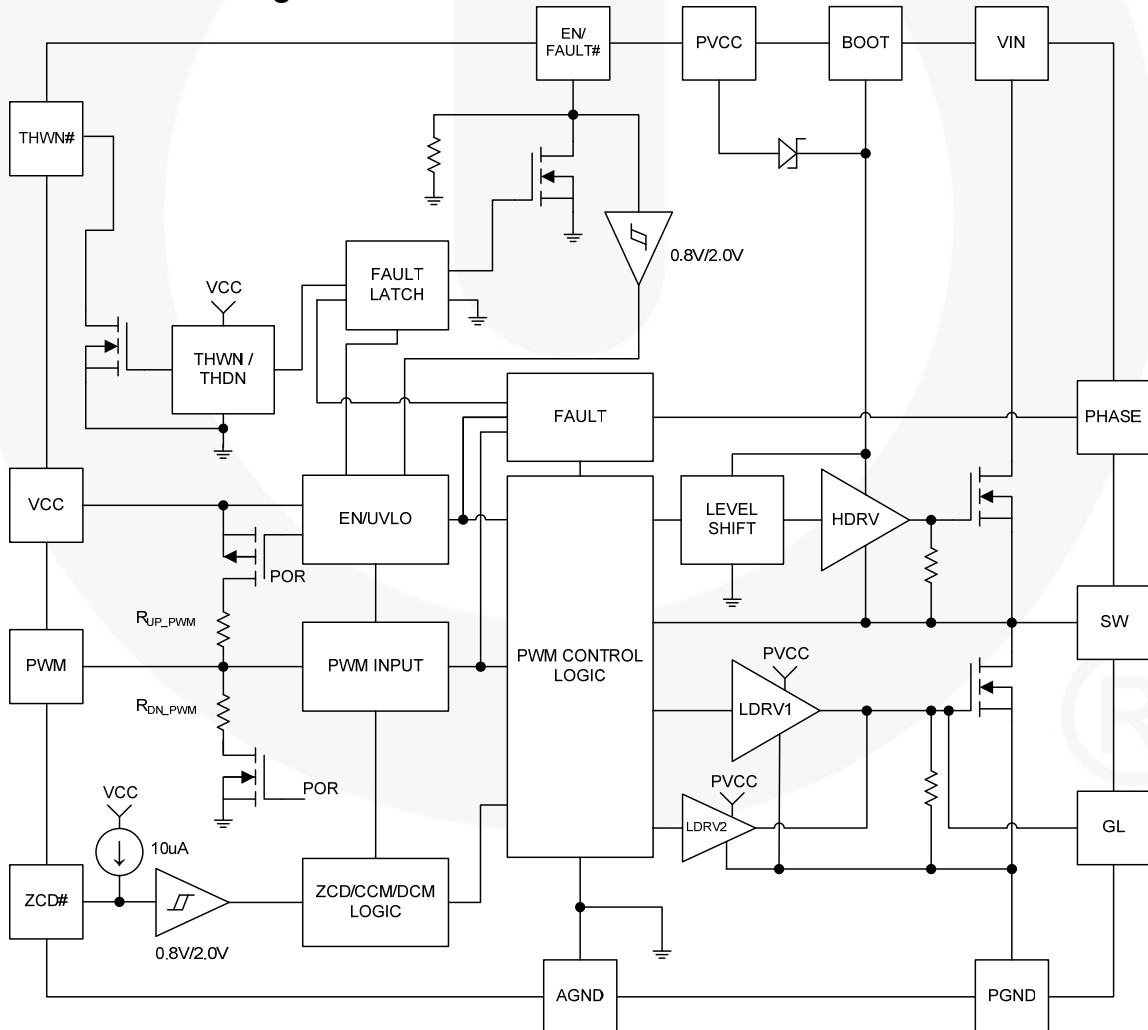 EN/
FAULT#
PVCC
BOOT
VIN
THWN#
0.8V/2.0V
FAULT
LATCH
VCC
THWN /
THDN
FAULT
PHASE
VCC
EN/UVLO
LEVEL
SHIFT
HDRV
POR
RUP_PWM
SW
PWM
PWM INPUT
PWM CONTROL
LOGIC
PVCC
RDN_PWM
LDRV1
PVCC
POR
VCC
LDRV2
GL
10uA
ZCD#
ZCD/CCM/DCM
LOGIC
0.8V/2.0V
AGND
PGND
®